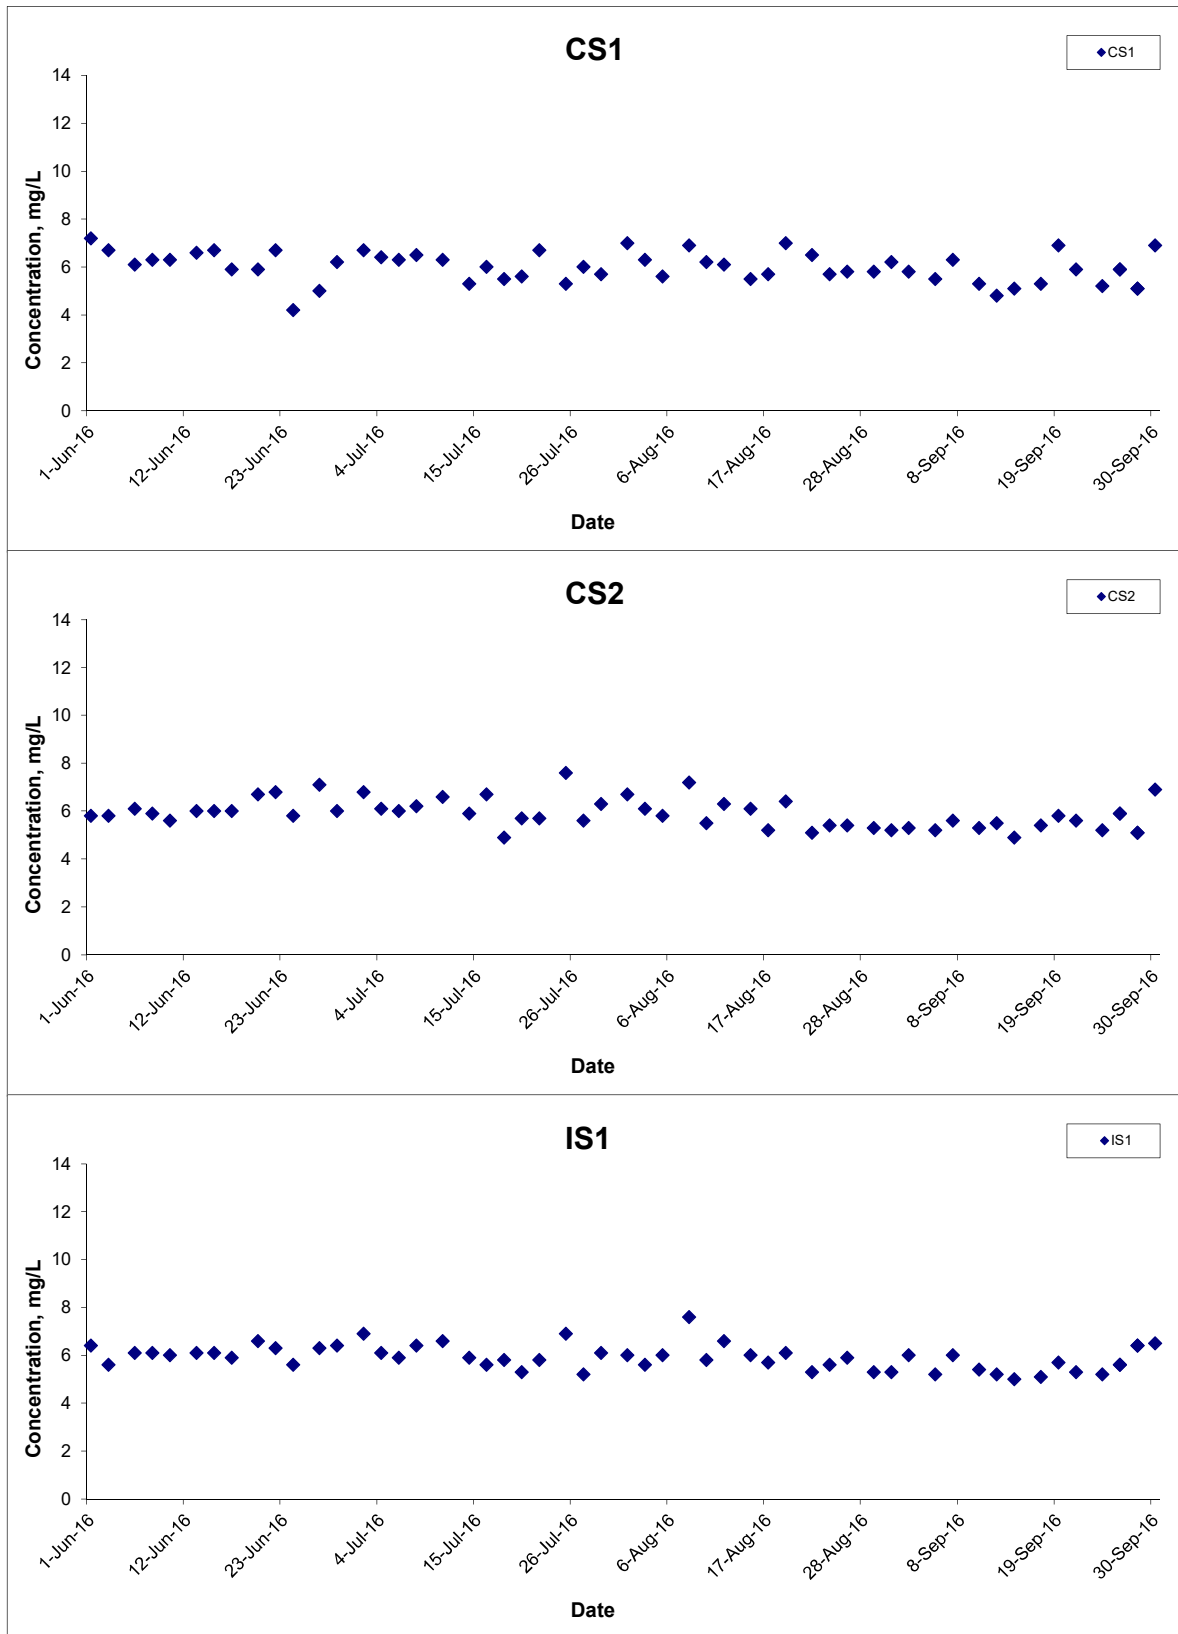 CS1
CS1
14
12
10
8
6
4
2
0
Concentration, mg/L
1-Jun-16
12-Jun-16
23-Jun-16
4-Jul-16
15-Jul-16
26-Jul-16
6-Aug-16
17-Aug-16
28-Aug-16
8-Sep-16
19-Sep-16
30-Sep-16
Date
CS2
CS2
14
12
10
8
6
4
2
0
Concentration, mg/L
1-Jun-16
12-Jun-16
23-Jun-16
4-Jul-16
15-Jul-16
26-Jul-16
6-Aug-16
17-Aug-16
28-Aug-16
8-Sep-16
19-Sep-16
30-Sep-16
Date
IS1
IS1
14
12
10
8
6
4
2
0
Concentration, mg/L
1-Jun-16
12-Jun-16
23-Jun-16
4-Jul-16
15-Jul-16
26-Jul-16
6-Aug-16
17-Aug-16
28-Aug-16
8-Sep-16
19-Sep-16
30-Sep-16
Date